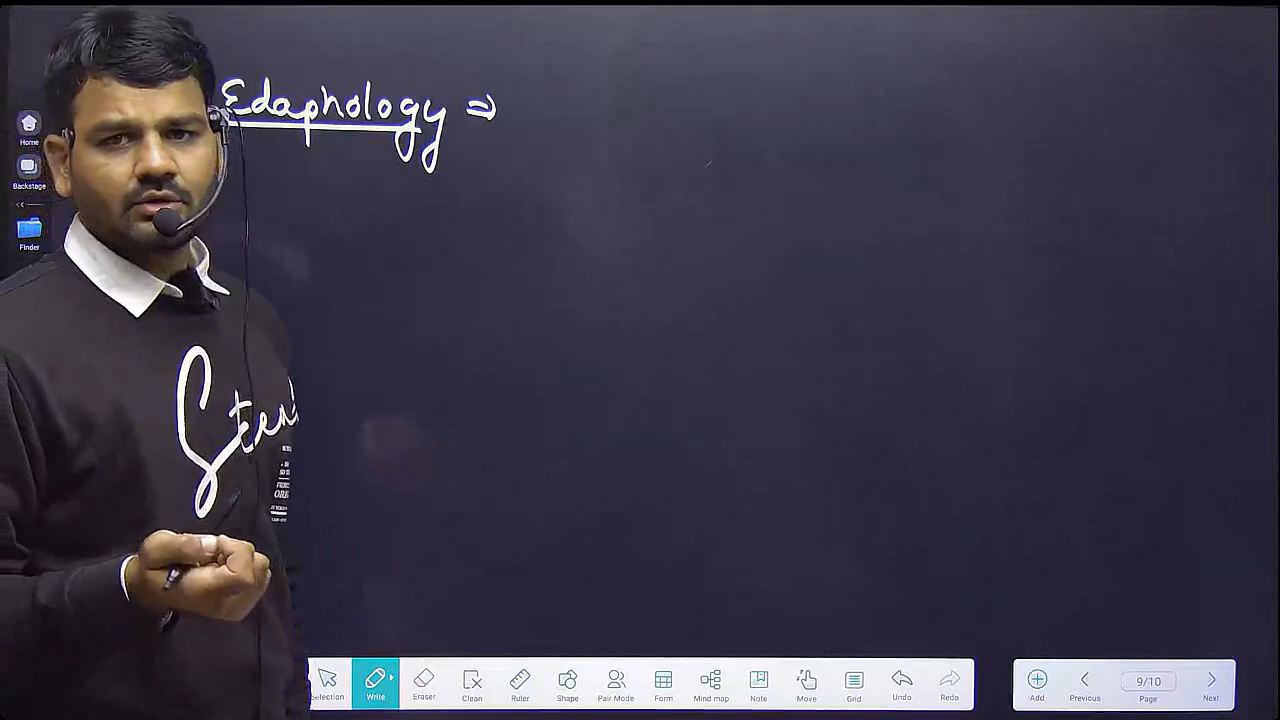 Edaphology ⇒
Home
Backstage
Finder
Selection
Write
Eraser
Clean
Ruler
Shape
Pair Mode
Form
Mind map
Note
Move
Grid
Undo
Redo
Add
Previous
9/10
Page
Next